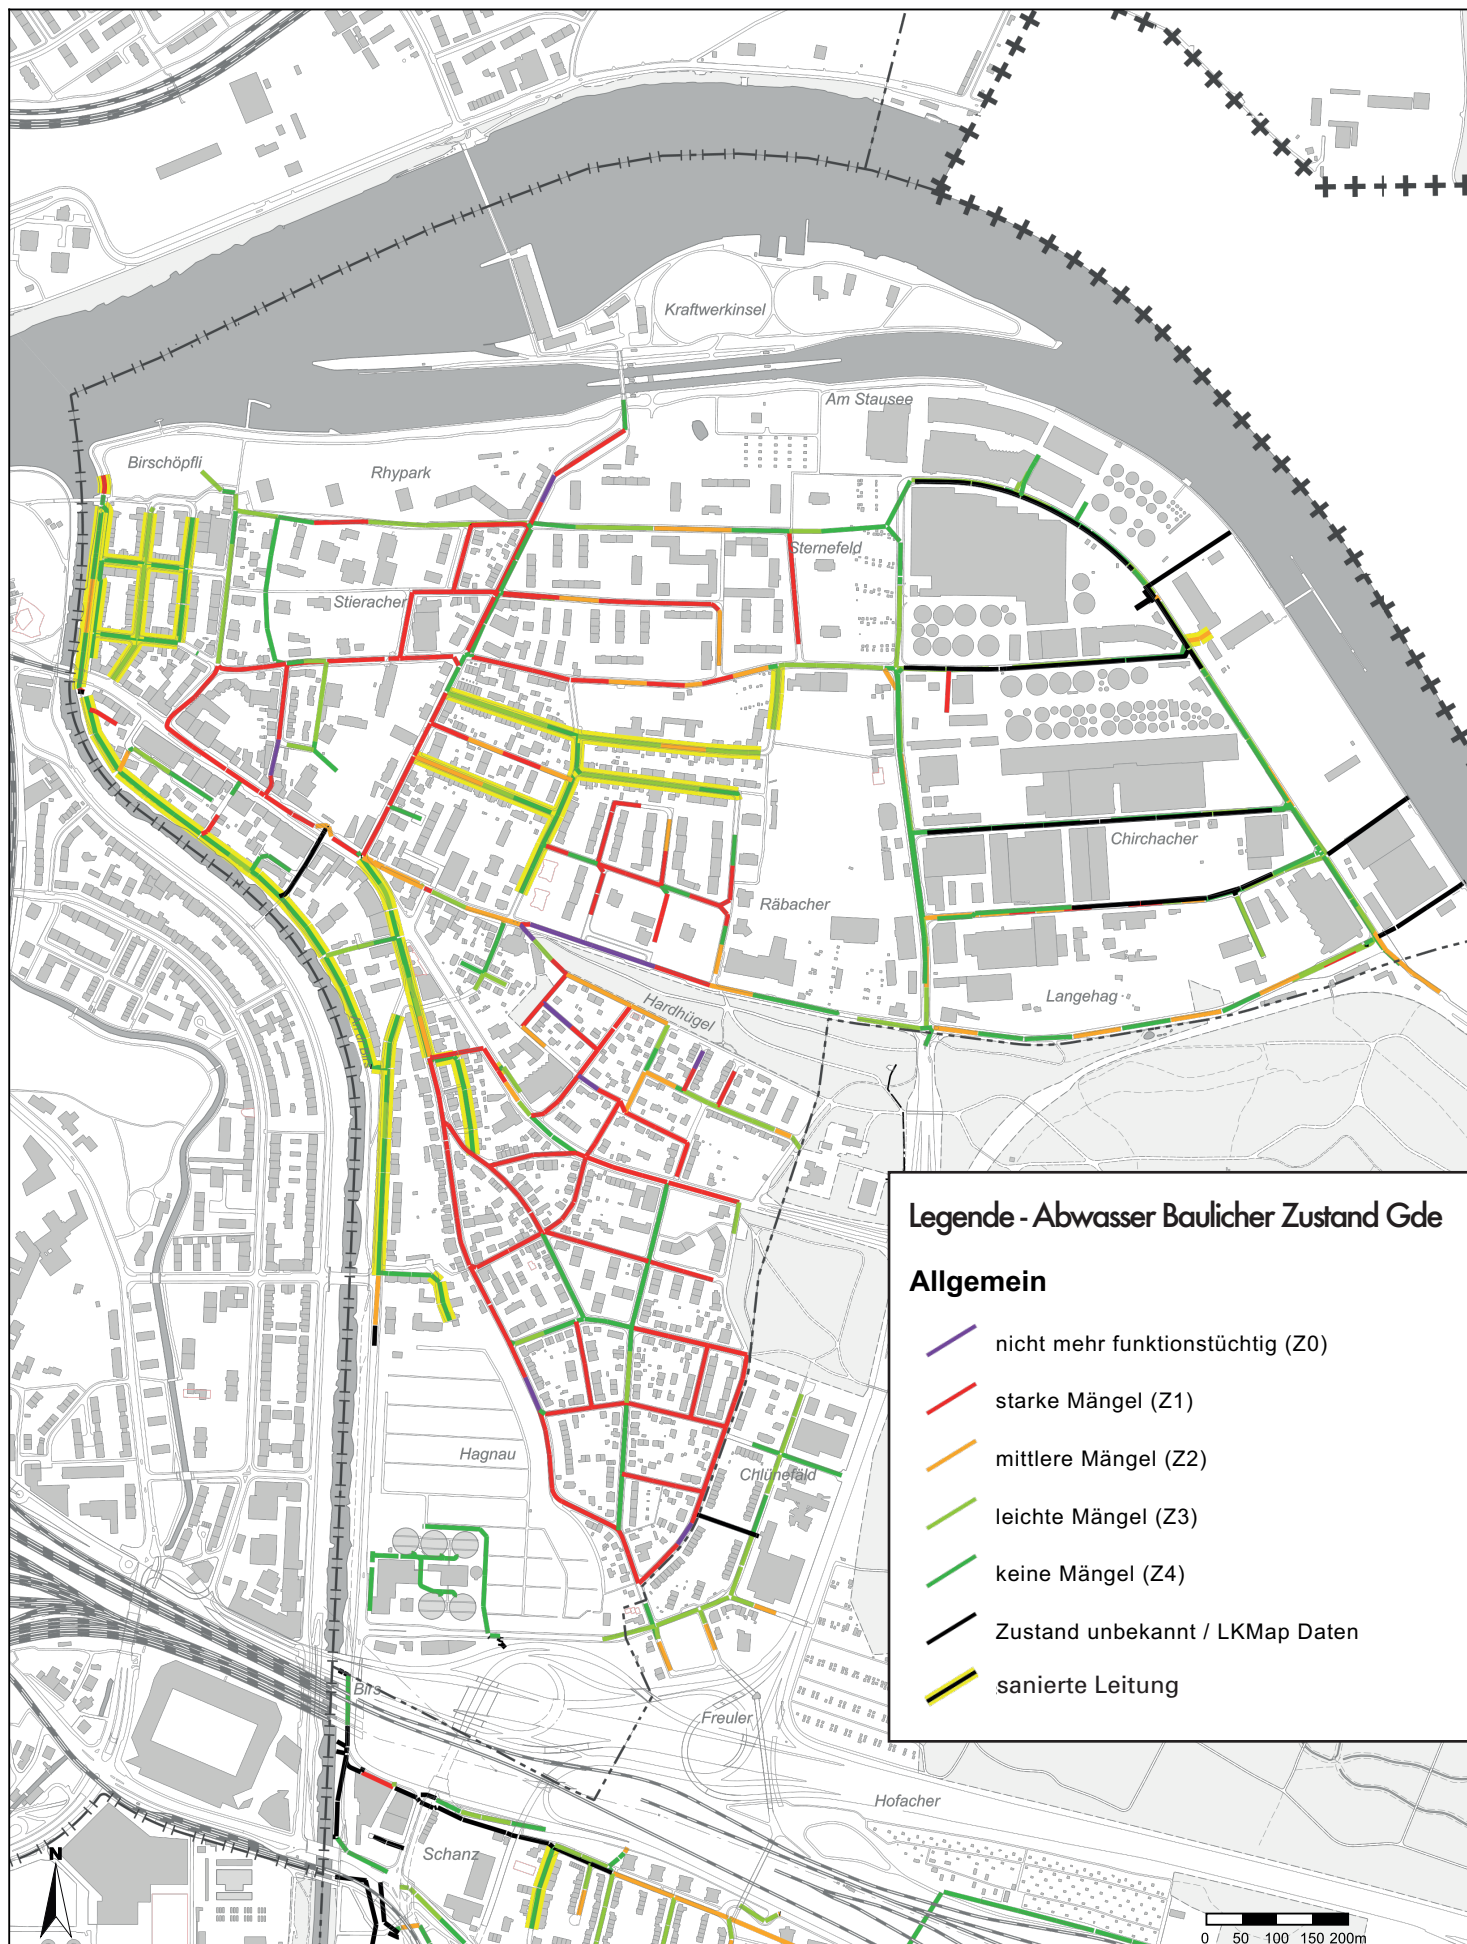 Kraftwerkinsel
Am Stausee
Birschöpfli
Rhypark
Sternefeld
Stieracher
Chirchacher
Räbacher
Langehag
Hardhügel
Legende - Abwasser Baulicher Zustand Gde
Allgemein
nicht mehr funktionstüchtig (Z0)
starke Mängel (Z1)
mittlere Mängel (Z2)
leichte Mängel (Z3)
keine Mängel (Z4)
Zustand unbekannt / LKMap Daten
sanierte Leitung
Hagnau
Chlünefäld
Birs
Freuler
Hofacher
Schanz
N
0 50 100 150 200m